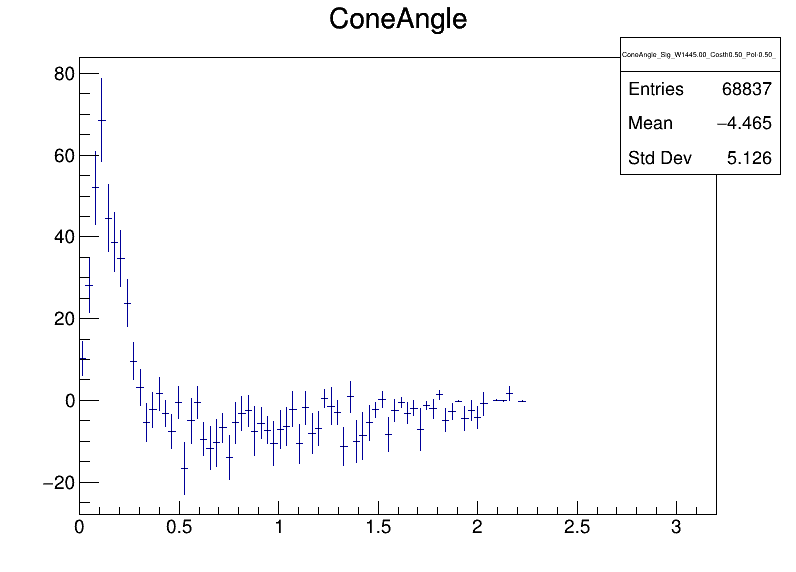 ConeAngle
ConeAngle_Sig_W1445.00_Costh0.50_Pol-0.50_
Entries 68837
Mean −4.465
Std Dev 5.126
80
60
40
20
0
−20
0 0.5 1 1.5 2 2.5 3